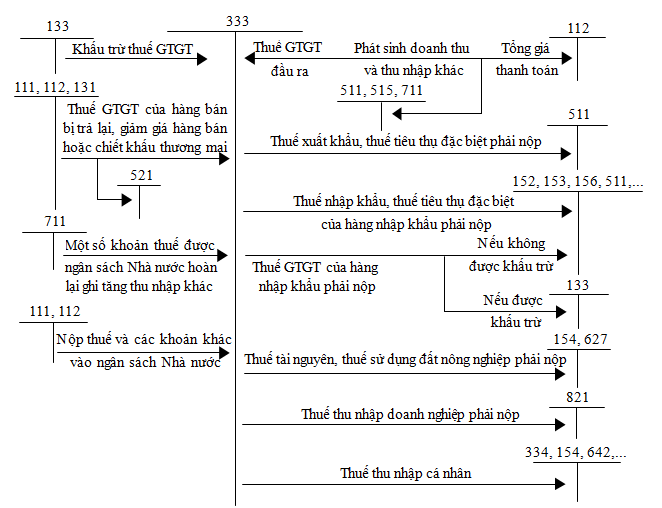 133
333
112
Khấu trừ thuế GTGT
Thuế GTGT
đầu ra
Phát sinh doanh thu
và thu nhập khác
Tổng giá
thanh toán
111, 112, 131
511, 515, 711
Thuế GTGT của hàng bán
bị trả lại, giảm giá hàng bán
hoặc chiết khấu thương mại
511
Thuế xuất khẩu, thuế tiêu thụ đặc biệt phải nộp
521
152, 153, 156, 511,...
Thuế nhập khẩu, thuế tiêu thụ đặc biệt
của hàng nhập khẩu phải nộp
711
Một số khoản thuế được
ngân sách Nhà nước hoàn
lại ghi tăng thu nhập khác
Nếu không
được khấu trừ
Thuế GTGT của hàng
nhập khẩu phải nộp
133
Nếu được
khấu trừ
111, 112
Nộp thuế và các khoản khác
vào ngân sách Nhà nước
154, 627
Thuế tài nguyên, thuế sử dụng đất nông nghiệp phải nộp
821
Thuế thu nhập doanh nghiệp phải nộp
334, 154, 642,...
Thuế thu nhập cá nhân